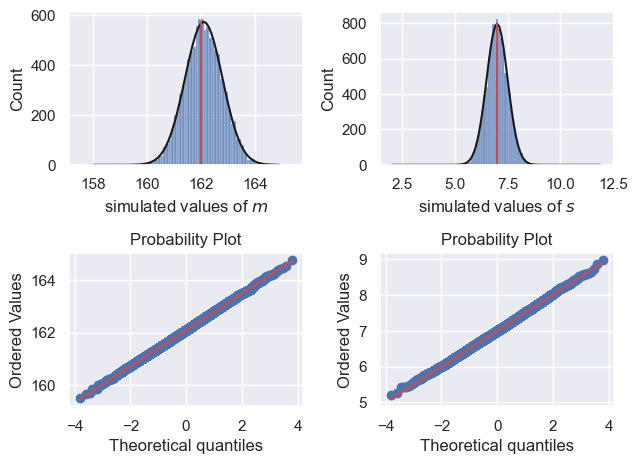 600
400
200
0
Count
158 160 162 164
simulated values of m
800
600
400
200
0
Count
2.5 5.0 7.5 10.0 12.5
simulated values of s
Probability Plot
164
162
160
Ordered Values
−4 −2 0 2 4
Theoretical quantiles
Probability Plot
9
8
7
6
5
Ordered Values
−4 −2 0 2 4
Theoretical quantiles